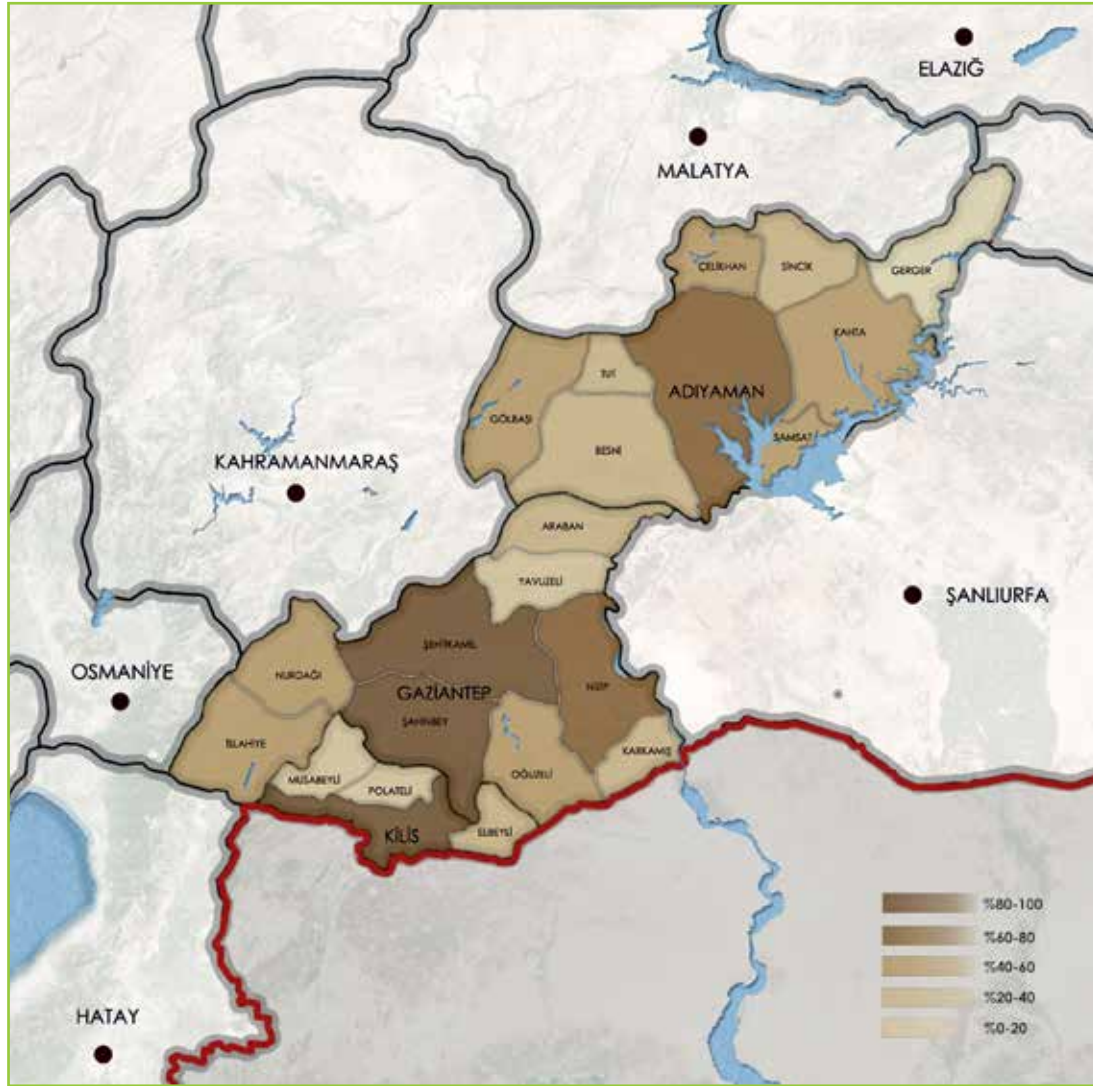 ELAZIĞ
MALATYA
ÇELİKHAN
SİNCİK
GERGER
KAHTA
TUT
ADIYAMAN
GÖLBAŞI
SAMSAT
BESNİ
KAHRAMANMARAŞ
ARABAN
YAVUZELİ
ŞANLIURFA
ŞEHİTKAMİL
OSMANİYE
NURDAĞI
GAZİANTEP
NİZİP
ŞAHİNBEY
İSLAHİYE
KARKAMIŞ
MUSABEYLİ
OĞUZELİ
POLATELİ
KİLİS
ELBEYLİ
%80-100
%60-80
%40-60
%20-40
%0-20
HATAY